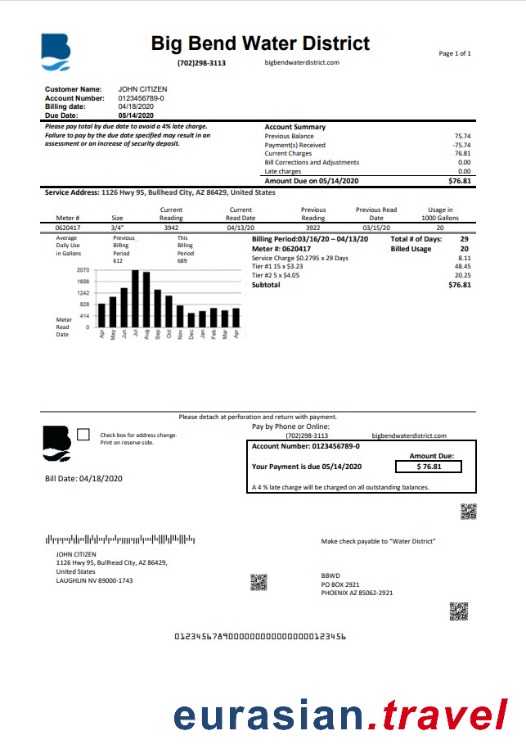 Big Bend Water District
(702)298-3113 bigbendwaterdistrict.com
Page 1 of 1
Customer Name: JOHN CITIZEN
Account Number: 0123456789-0
Billing date: 04/18/2020
Due Date: 05/14/2020
Please pay total by due date to avoid a 4% late charge.
Failure to pay by the due date specified may result in an
assessment or an increase of security deposit.
Account Summary
Previous Balance 75.74
Payment(s) Received -75.74
Current Charges 76.81
Bill Corrections and Adjustments 0.00
Late charges 0.00
Amount Due on 05/14/2020 $76.81
Service Address: 1126 Hwy 95, Bullhead City, AZ 86429, United States
Meter # Size Current Reading Current Read Date Previous Reading Previous Read Date Usage in 1000 Gallons
0620417 3/4" 3942 04/13/20 3922 03/15/20 20
Average
Daily Use
in Gallons
Previous
Billing
Period
612
This
Billing
Period
689
2070
1656
1242
828
414
0
Meter
Read
Date
Apr May Jun Jul Aug Sep Oct Nov Dec Jan Feb Mar Apr
Billing Period:03/16/20 – 04/13/20 Total # of Days: 29
Meter #: 0620417 Billed Usage 20
Service Charge $0.2795 x 29 Days 8.11
Tier #1 15 x $3.23 48.45
Tier #2 5 x $4.05 20.25
Subtotal $76.81
Please detach at perforation and return with payment.
Check box for address change.
Print on reserve side.
Pay by Phone or Online:
(702)298-3113 bigbendwaterdistrict.com
Account Number: 0123456789-0
Amount Due:
Your Payment is due 05/14/2020 $ 76.81
A 4 % late charge will be charged on all outstanding balances.
Bill Date: 04/18/2020
Make check payable to "Water District"
JOHN CITIZEN
1126 Hwy 95, Bullhead City, AZ 86429,
United States
LAUGHLIN NV 89000-1743
BBWD
PO BOX 2921
PHOENIX AZ 85062-2921
eurasian.travel